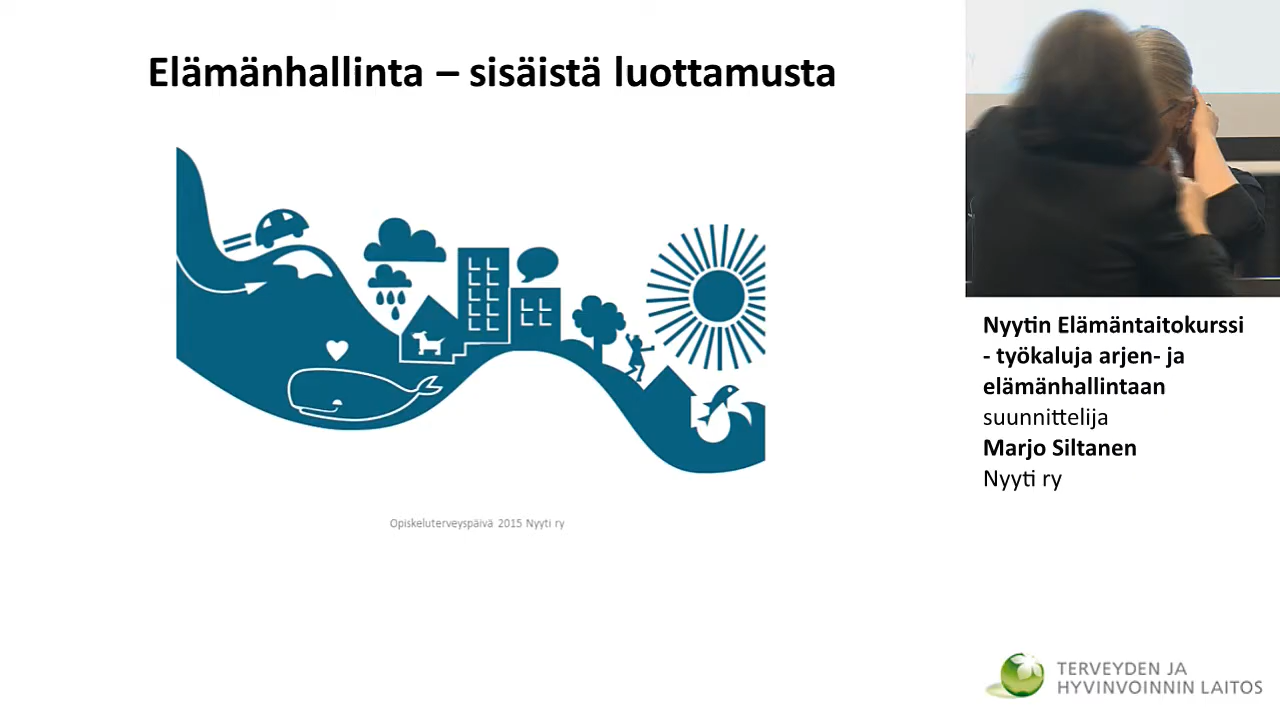 Elämänhallinta – sisäistä luottamusta
Opiskeluterveyspäivä 2015 Nyyti ry
Nyytin Elämäntaitokurssi
- työkaluja arjen- ja
elämänhallintaan
suunnittelija
Marjo Siltanen
Nyyti ry
TERVEYDEN JA
HYVINVOINNIN LAITOS